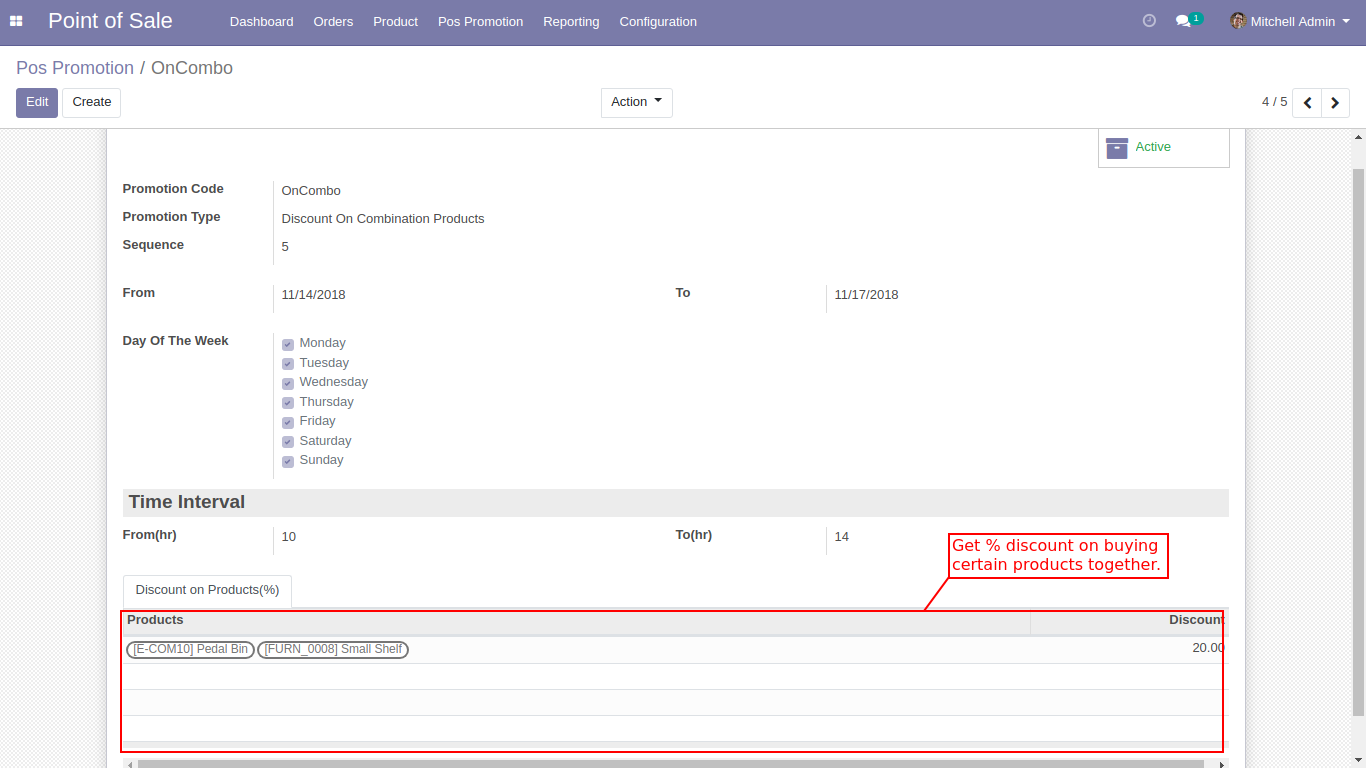 Point of Sale Dashboard Orders Product Pos Promotion Reporting Configuration 1 Mitchell Admin
Pos Promotion / OnCombo
Edit Create Action 4 / 5
Active
Promotion Code OnCombo
Promotion Type Discount On Combination Products
Sequence 5
From 11/14/2018 To 11/17/2018
Day Of The Week Monday
Tuesday
Wednesday
Thursday
Friday
Saturday
Sunday
Time Interval
From(hr) 10 To(hr) 14
Get % discount on buying
certain products together.
Discount on Products(%)
Products Discount
[E-COM10] Pedal Bin [FURN_0008] Small Shelf 20.00